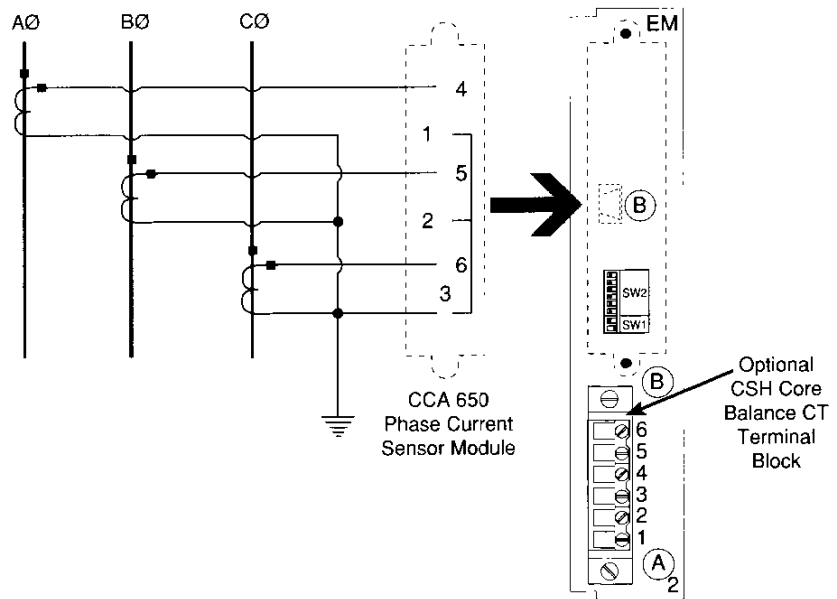 AØ
BØ
CØ
4
1
5
2
6
3
CCA 650
Phase Current
Sensor Module
EM
B
SW2
SW1
B
Optional
CSH Core
Balance CT
Terminal
Block
6
5
4
3
2
1
A
2